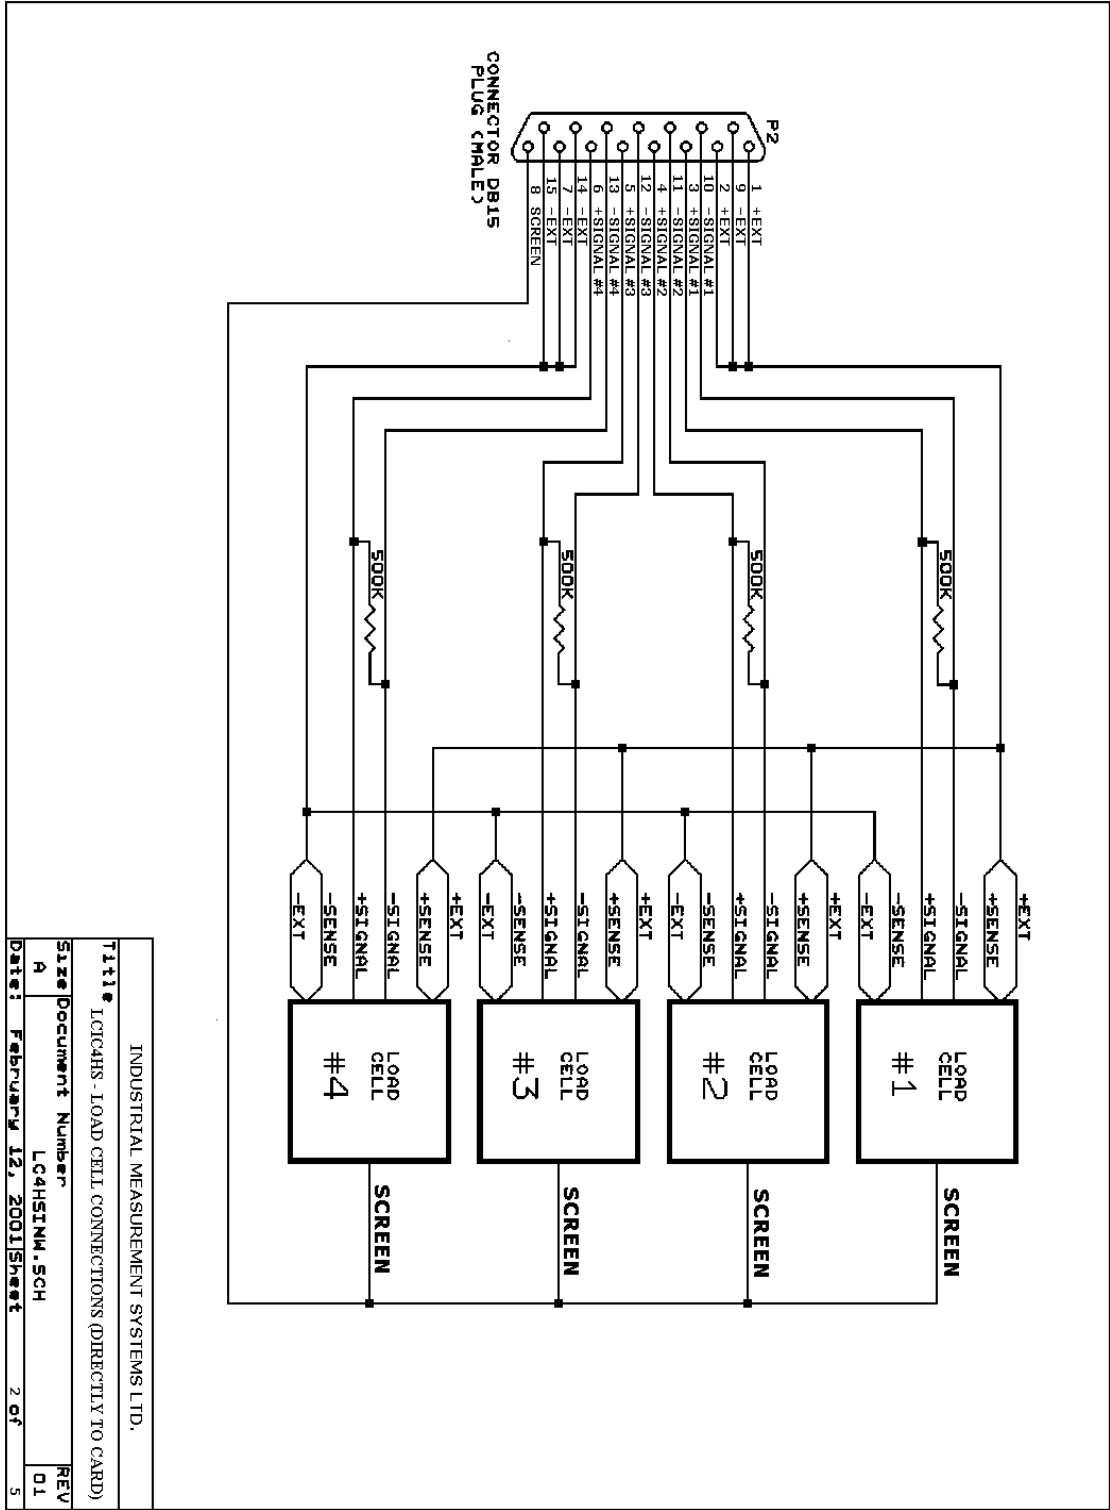 P2
1 +EXT
9 -EXT
2 +EXT
10 -SIGNAL #1
3 +SIGNAL #1
11 -SIGNAL #2
4 +SIGNAL #2
12 -SIGNAL #3
5 +SIGNAL #3
13 -SIGNAL #4
6 +SIGNAL #4
14 -EXT
7 -EXT
15 -EXT
8 SCREEN
CONNECTOR DB15
PLUG (MALE)
500K
+EXT
+SENSE
-SIGNAL
+SIGNAL
-SENSE
-EXT
LOAD
CELL
#1
SCREEN
500K
+EXT
+SENSE
-SIGNAL
+SIGNAL
-SENSE
-EXT
LOAD
CELL
#2
SCREEN
500K
+EXT
+SENSE
-SIGNAL
+SIGNAL
-SENSE
-EXT
LOAD
CELL
#3
SCREEN
500K
+EXT
+SENSE
-SIGNAL
+SIGNAL
-SENSE
-EXT
LOAD
CELL
#4
SCREEN
INDUSTRIAL MEASUREMENT SYSTEMS LTD.
Title LCIC4HS - LOAD CELL CONNECTIONS (DIRECTLY TO CARD)
Size Document Number REV
A LC4HSINW.SCH 01
Date: February 12, 2001 Sheet 2 of 5